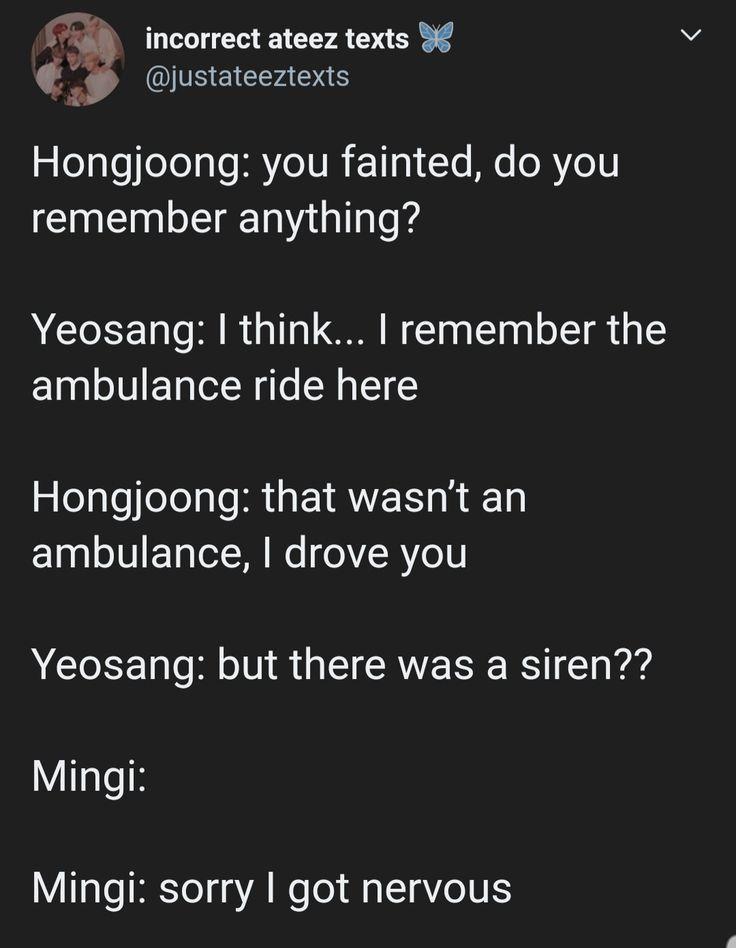 incorrect ateez texts 🦋
@justateeztexts
Hongjoong: you fainted, do you
remember anything?
Yeosang: I think... I remember the
ambulance ride here
Hongjoong: that wasn’t an
ambulance, I drove you
Yeosang: but there was a siren??
Mingi:
Mingi: sorry I got nervous